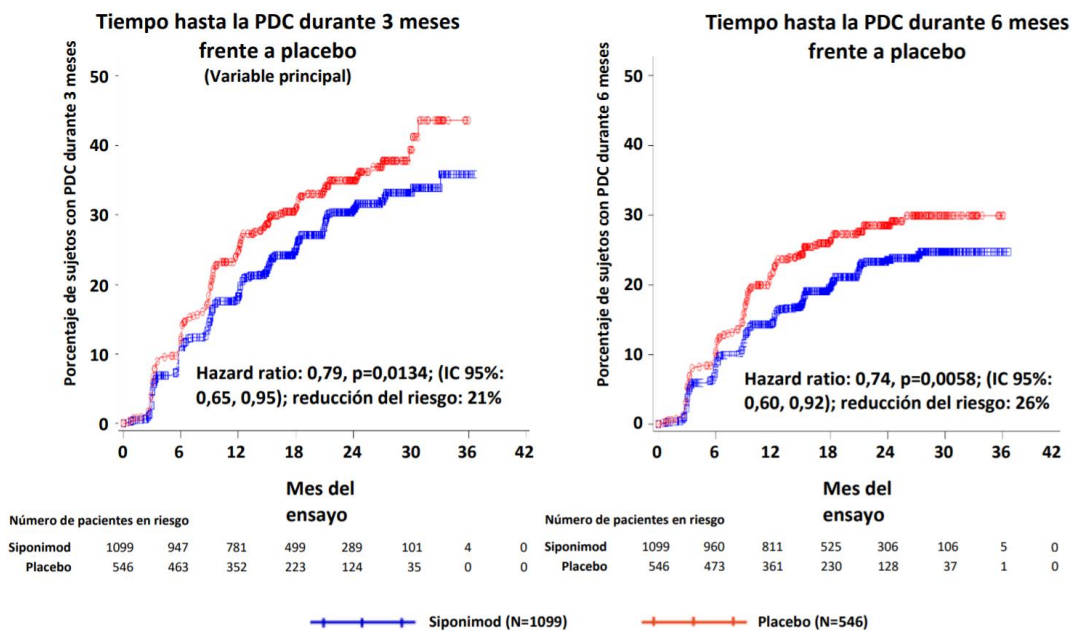 Tiempo hasta la PDC durante 3 meses
frente a placebo
(Variable principal)
Porcentaje de sujetos con PDC durante 3 meses
50
40
30
20
10
0
Hazard ratio: 0,79, p=0,0134; (IC 95%:
0,65, 0,95); reducción del riesgo: 21%
0 6 12 18 24 30 36 42
Mes del
ensayo
Número de pacientes en riesgo
Siponimod 1099 947 781 499 289 101 4 0
Placebo 546 463 352 223 124 35 0 0
Tiempo hasta la PDC durante 6 meses
frente a placebo
Porcentaje de sujetos con PDC durante 6 meses
50
40
30
20
10
0
Hazard ratio: 0,74, p=0,0058; (IC 95%:
0,60, 0,92); reducción del riesgo: 26%
0 6 12 18 24 30 36 42
Mes del
ensayo
Número de pacientes en riesgo
Siponimod 1099 960 811 525 306 106 5 0
Placebo 546 473 361 230 128 37 1 0
Siponimod (N=1099)
Placebo (N=546)